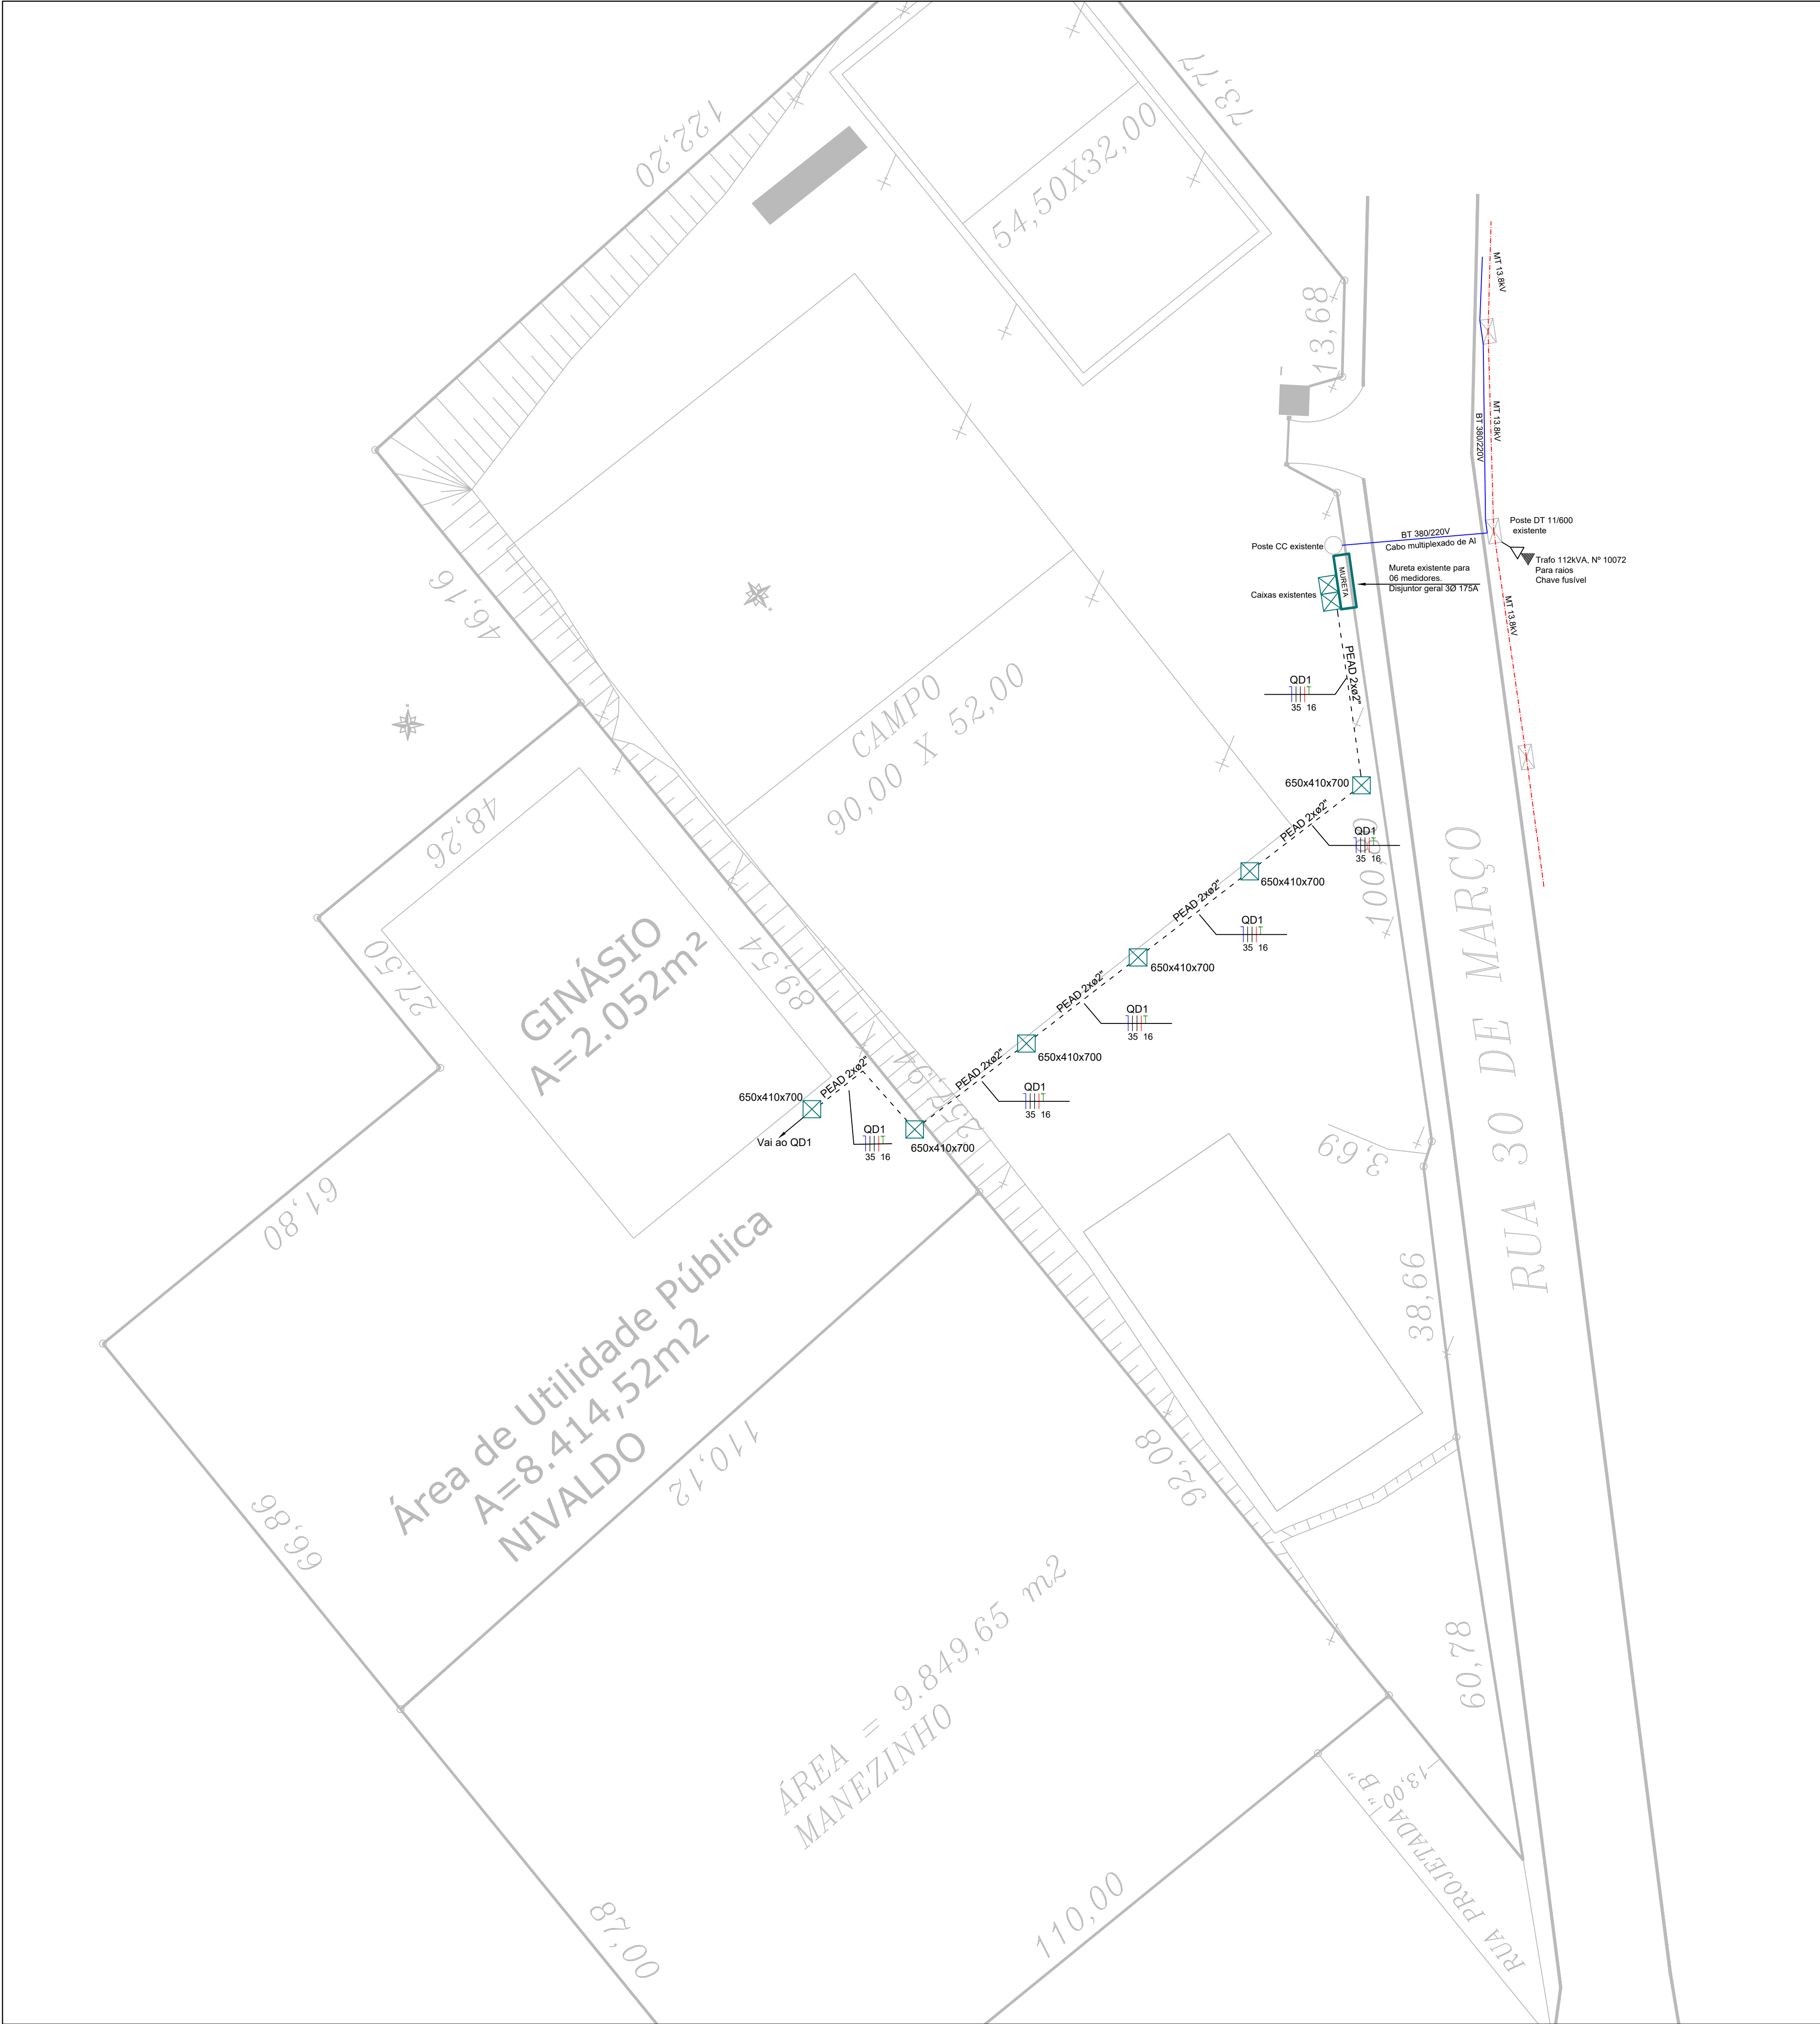 122,20
73,77
54,50X32,00
13,68
MT 13.8kV
MT 13.8kV
BT 380/220V
Poste DT 11/600
existente
BT 380/220V
Cabo multiplexado de Al
Poste CC existente
Trafo 112kVA, Nº 10072
Para raios
Chave fusível
Mureta existente para
06 medidores.
Disjuntor geral 3Ø 175A
MURETA
Caixas existentes
MT 13.8kV
46,16
PEAD 2xø2"
QD1
35 16
CAMPO
90,00 X 52,00
650x410x700
PEAD 2xø2"
QD1
35 16
100,00
48,26
650x410x700
PEAD 2xø2"
QD1
35 16
RUA 30 DE MARÇO
27,50
GINÁSIO
A=2.052m²
89,54
650x410x700
PEAD 2xø2"
QD1
35 16
650x410x700
PEAD 2xø2"
QD1
35 16
257,94
PEAD 2xø2"
650x410x700
Vai ao QD1
QD1
35 16
650x410x700
3,69
61,80
38,66
Área de Utilidade Pública
A=8.414,52m2
NIVALDO
110,12
92,08
66,86
ÁREA = 9.849,65 m2
MANEZINHO
60,78
13,00
RUA PROJETADA "B"
110,00